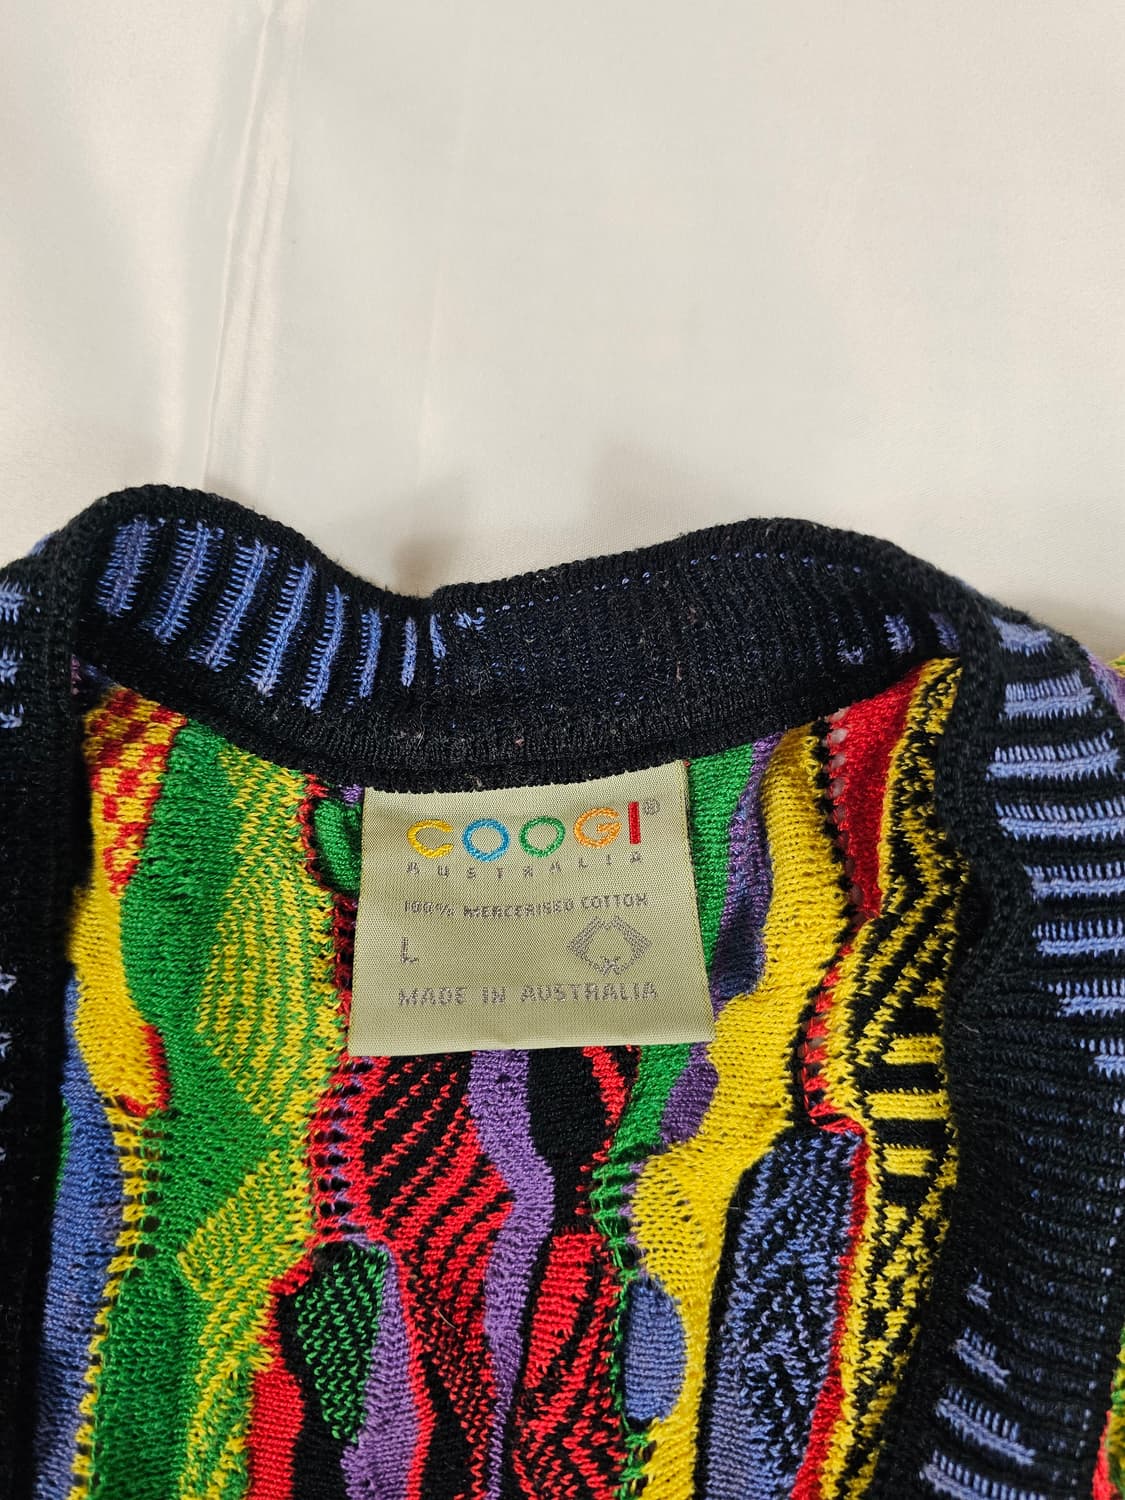 COOGI®
AUSTRALIA
100% MERCERISED COTTON
L
MADE IN AUSTRALIA